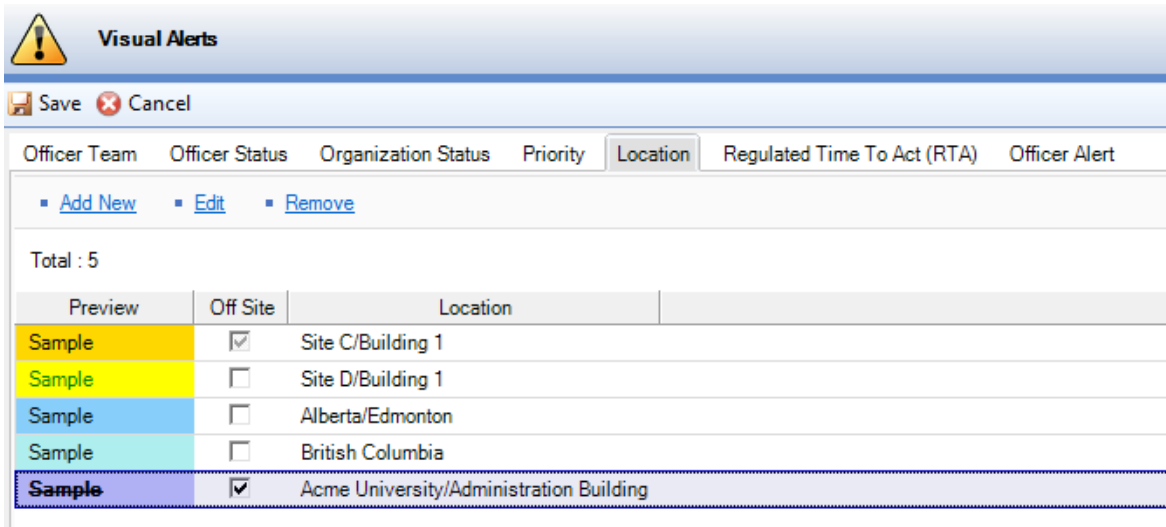 Visual Alerts
Save Cancel
Officer Team Officer Status Organization Status Priority Location Regulated Time To Act (RTA) Officer Alert
Add New Edit Remove
Total : 5
Preview Off Site Location
Sample Site C/Building 1
Sample Site D/Building 1
Sample Alberta/Edmonton
Sample British Columbia
Sample Acme University/Administration Building